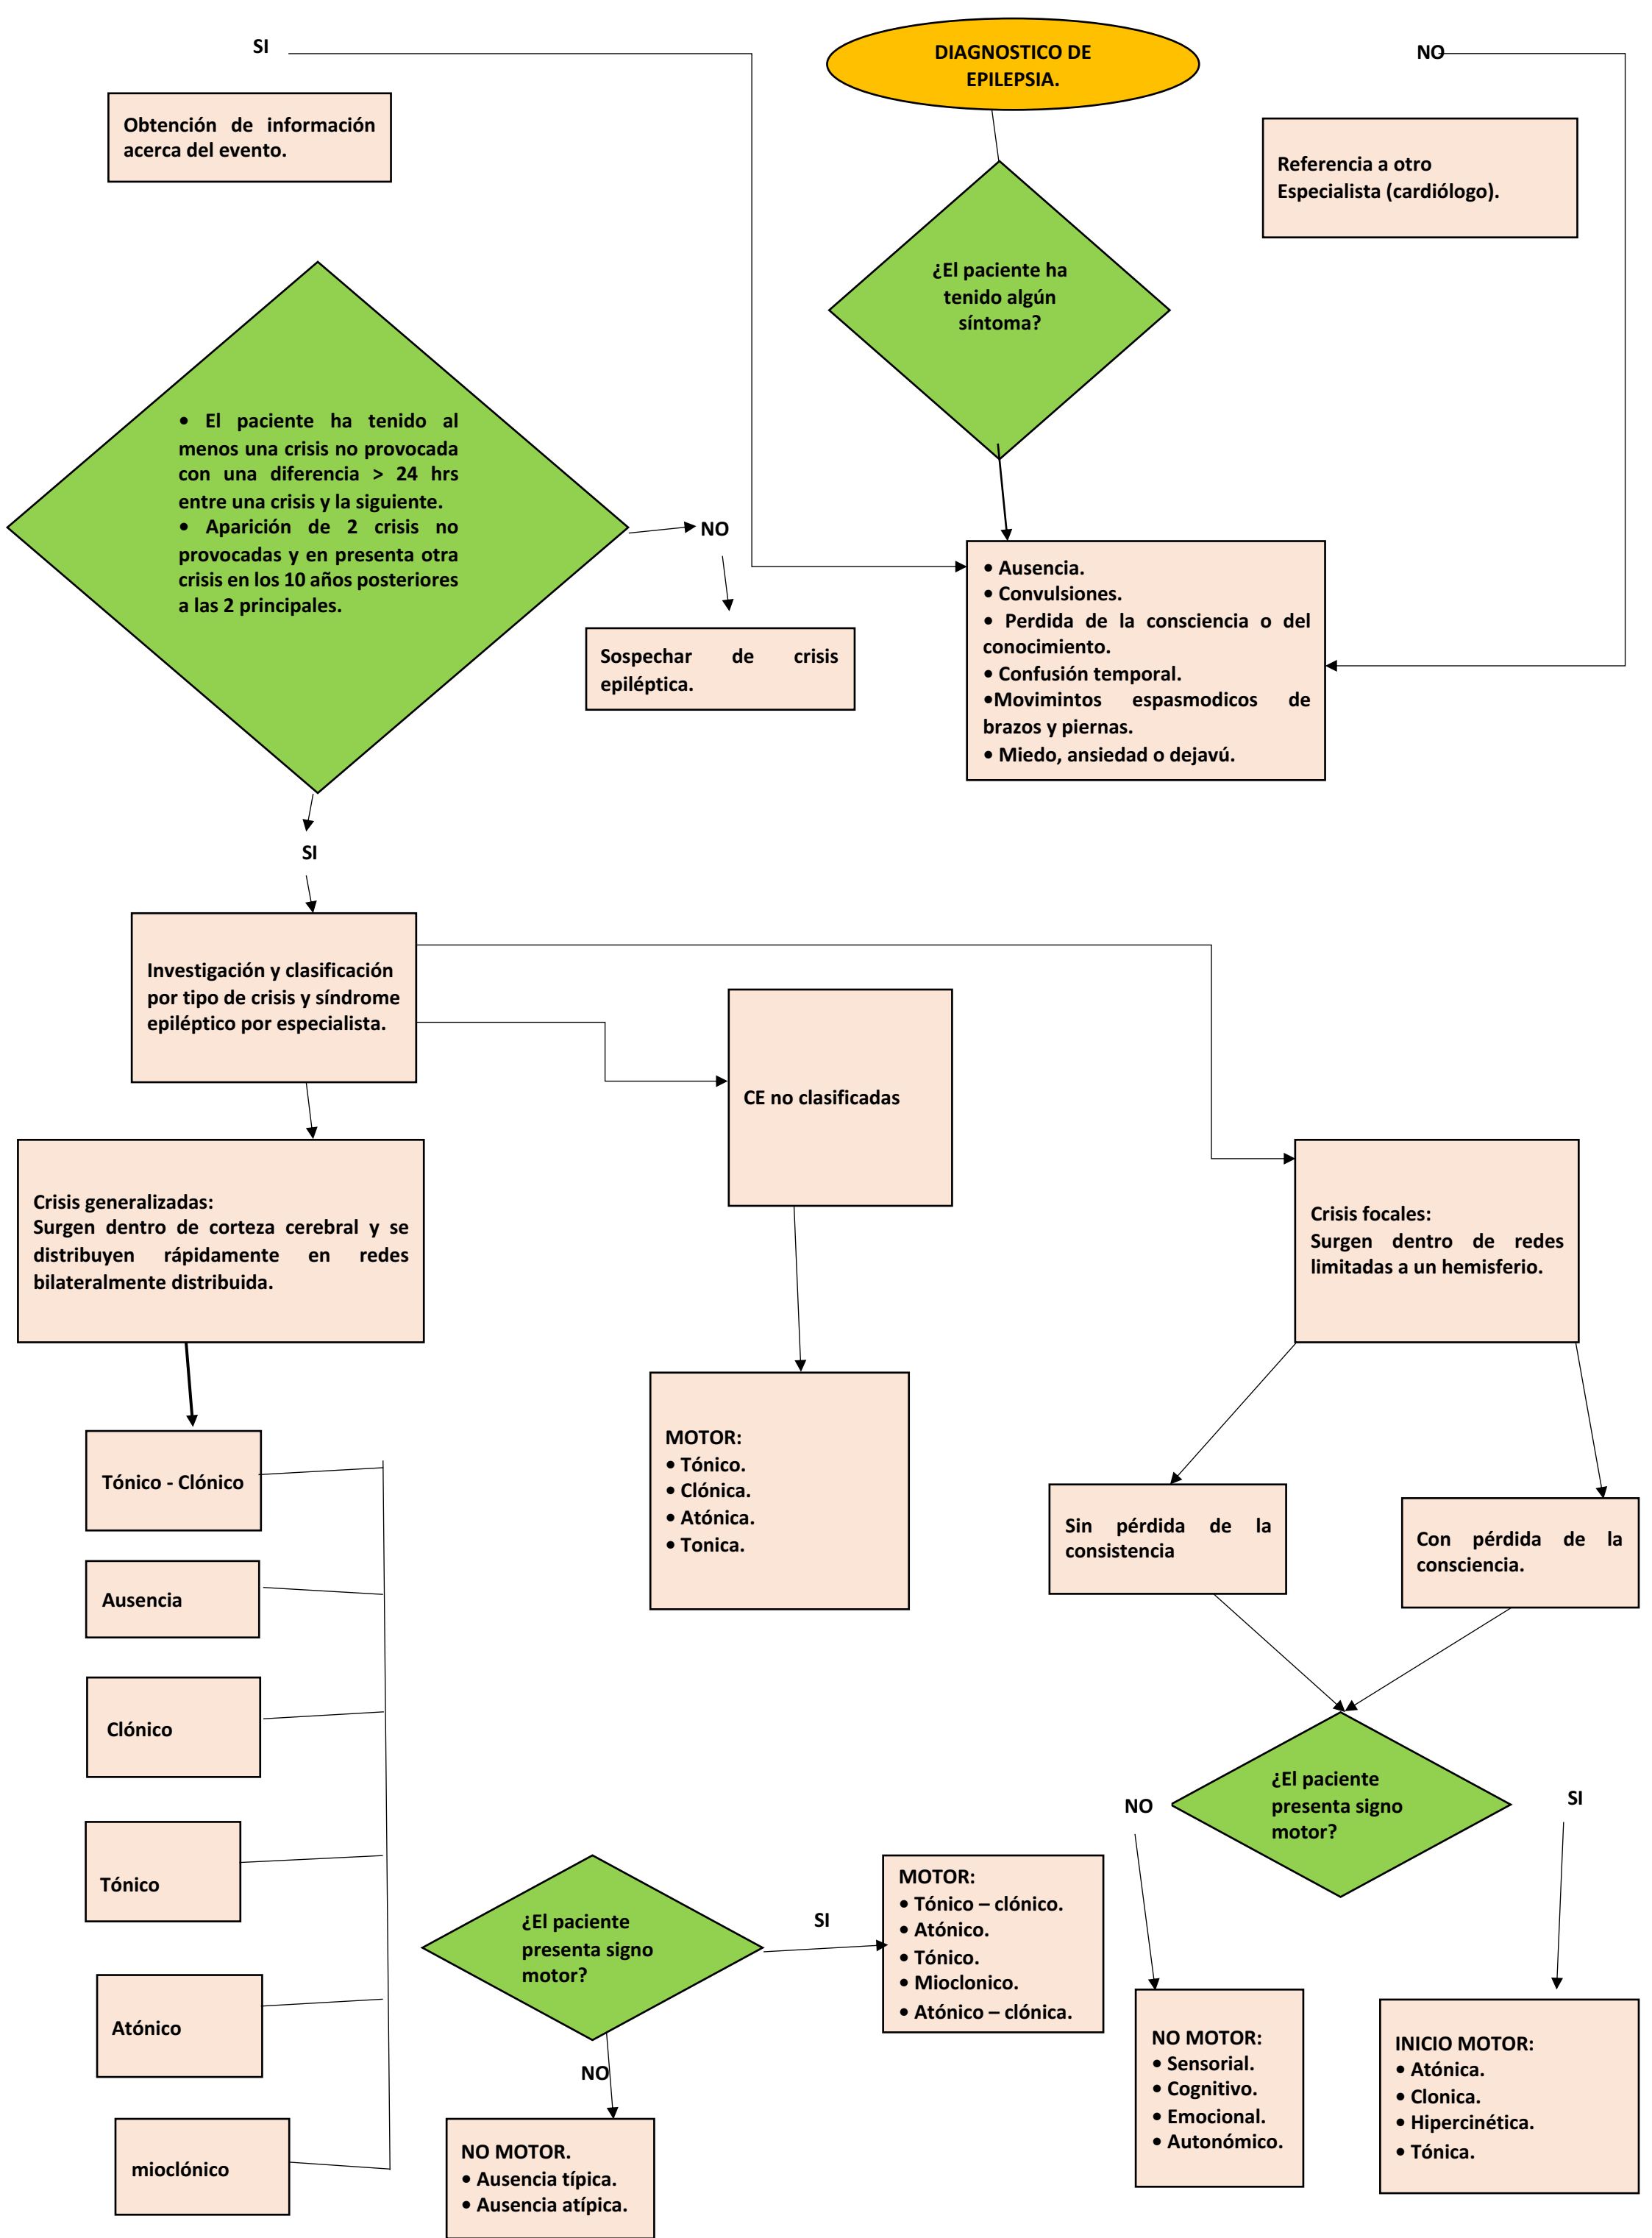 SI
DIAGNOSTICO DE
EPILEPSIA.
NO
Obtención de información
acerca del evento.
Referencia a otro
Especialista (cardiólogo).
¿El paciente ha
tenido algún
síntoma?
• El paciente ha tenido al
menos una crisis no provocada
con una diferencia > 24 hrs
entre una crisis y la siguiente.
• Aparición de 2 crisis no
provocadas y en presenta otra
crisis en los 10 años posteriores
a las 2 principales.
NO
Sospechar de crisis
epiléptica.
• Ausencia.
• Convulsiones.
• Perdida de la consciencia o del
conocimiento.
• Confusión temporal.
•Movimintos espasmodicos de
brazos y piernas.
• Miedo, ansiedad o dejavú.
SI
Investigación y clasificación
por tipo de crisis y síndrome
epiléptico por especialista.
CE no clasificadas
Crisis generalizadas:
Surgen dentro de corteza cerebral y se
distribuyen rápidamente en redes
bilateralmente distribuida.
Crisis focales:
Surgen dentro de redes
limitadas a un hemisferio.
MOTOR:
• Tónico.
• Clónica.
• Atónica.
• Tonica.
Tónico - Clónico
Ausencia
Clónico
Tónico
Atónico
mioclónico
Sin pérdida de la
consistencia
Con pérdida de la
consciencia.
¿El paciente
presenta signo
motor?
NO
SI
¿El paciente
presenta signo
motor?
SI
NO
MOTOR:
• Tónico – clónico.
• Atónico.
• Tónico.
• Mioclonico.
• Atónico – clónica.
NO MOTOR.
• Ausencia típica.
• Ausencia atípica.
NO MOTOR:
• Sensorial.
• Cognitivo.
• Emocional.
• Autonómico.
INICIO MOTOR:
• Atónica.
• Clonica.
• Hipercinética.
• Tónica.